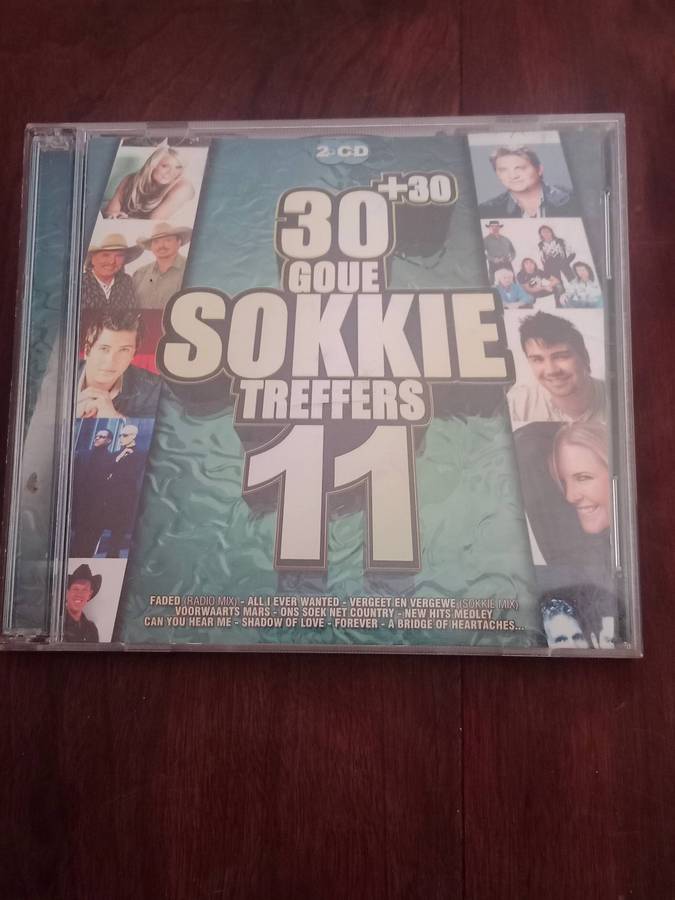 2·CD
30 +30
GOUE
SOKKIE
TREFFERS
11
FADED (RADIO MIX) - ALL I EVER WANTED - VERGEET EN VERGEWE (SOKKIE MIX)
VOORWAARTS MARS - ONS SOEK NET COUNTRY - NEW HITS MEDLEY
CAN YOU HEAR ME - SHADOW OF LOVE - FOREVER - A BRIDGE OF HEARTACHES...